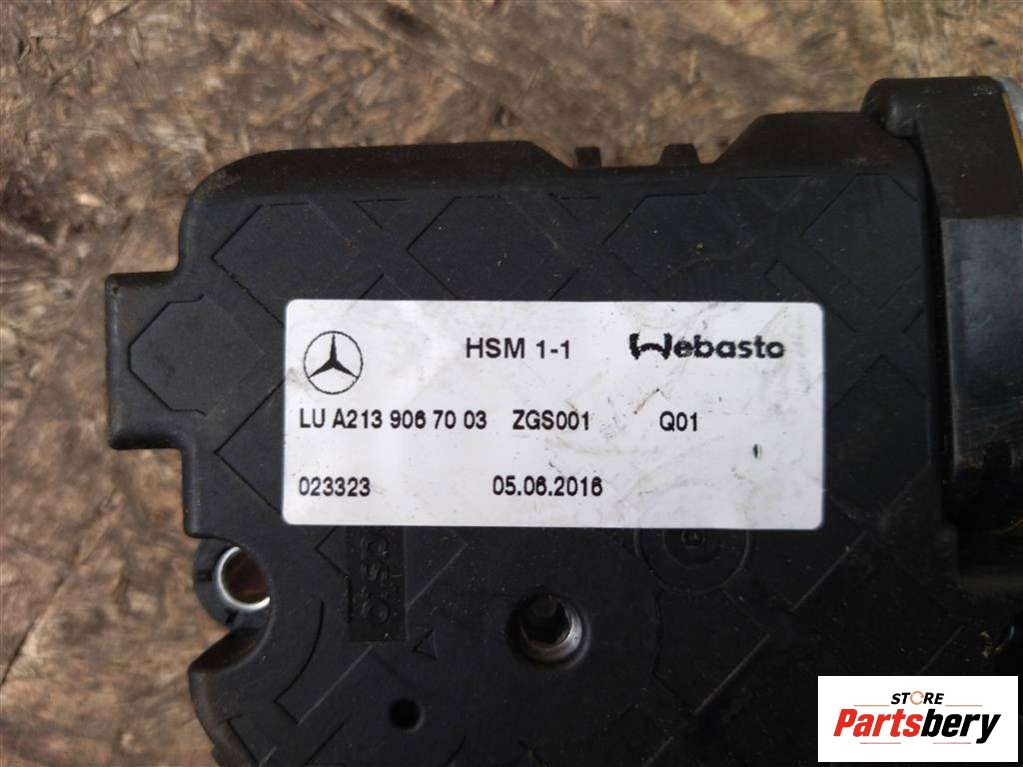 HSM 1-1 Webasto
LU A213 906 70 03 ZGS001 Q01
023323 05.06.2016
STORE
Partsbery